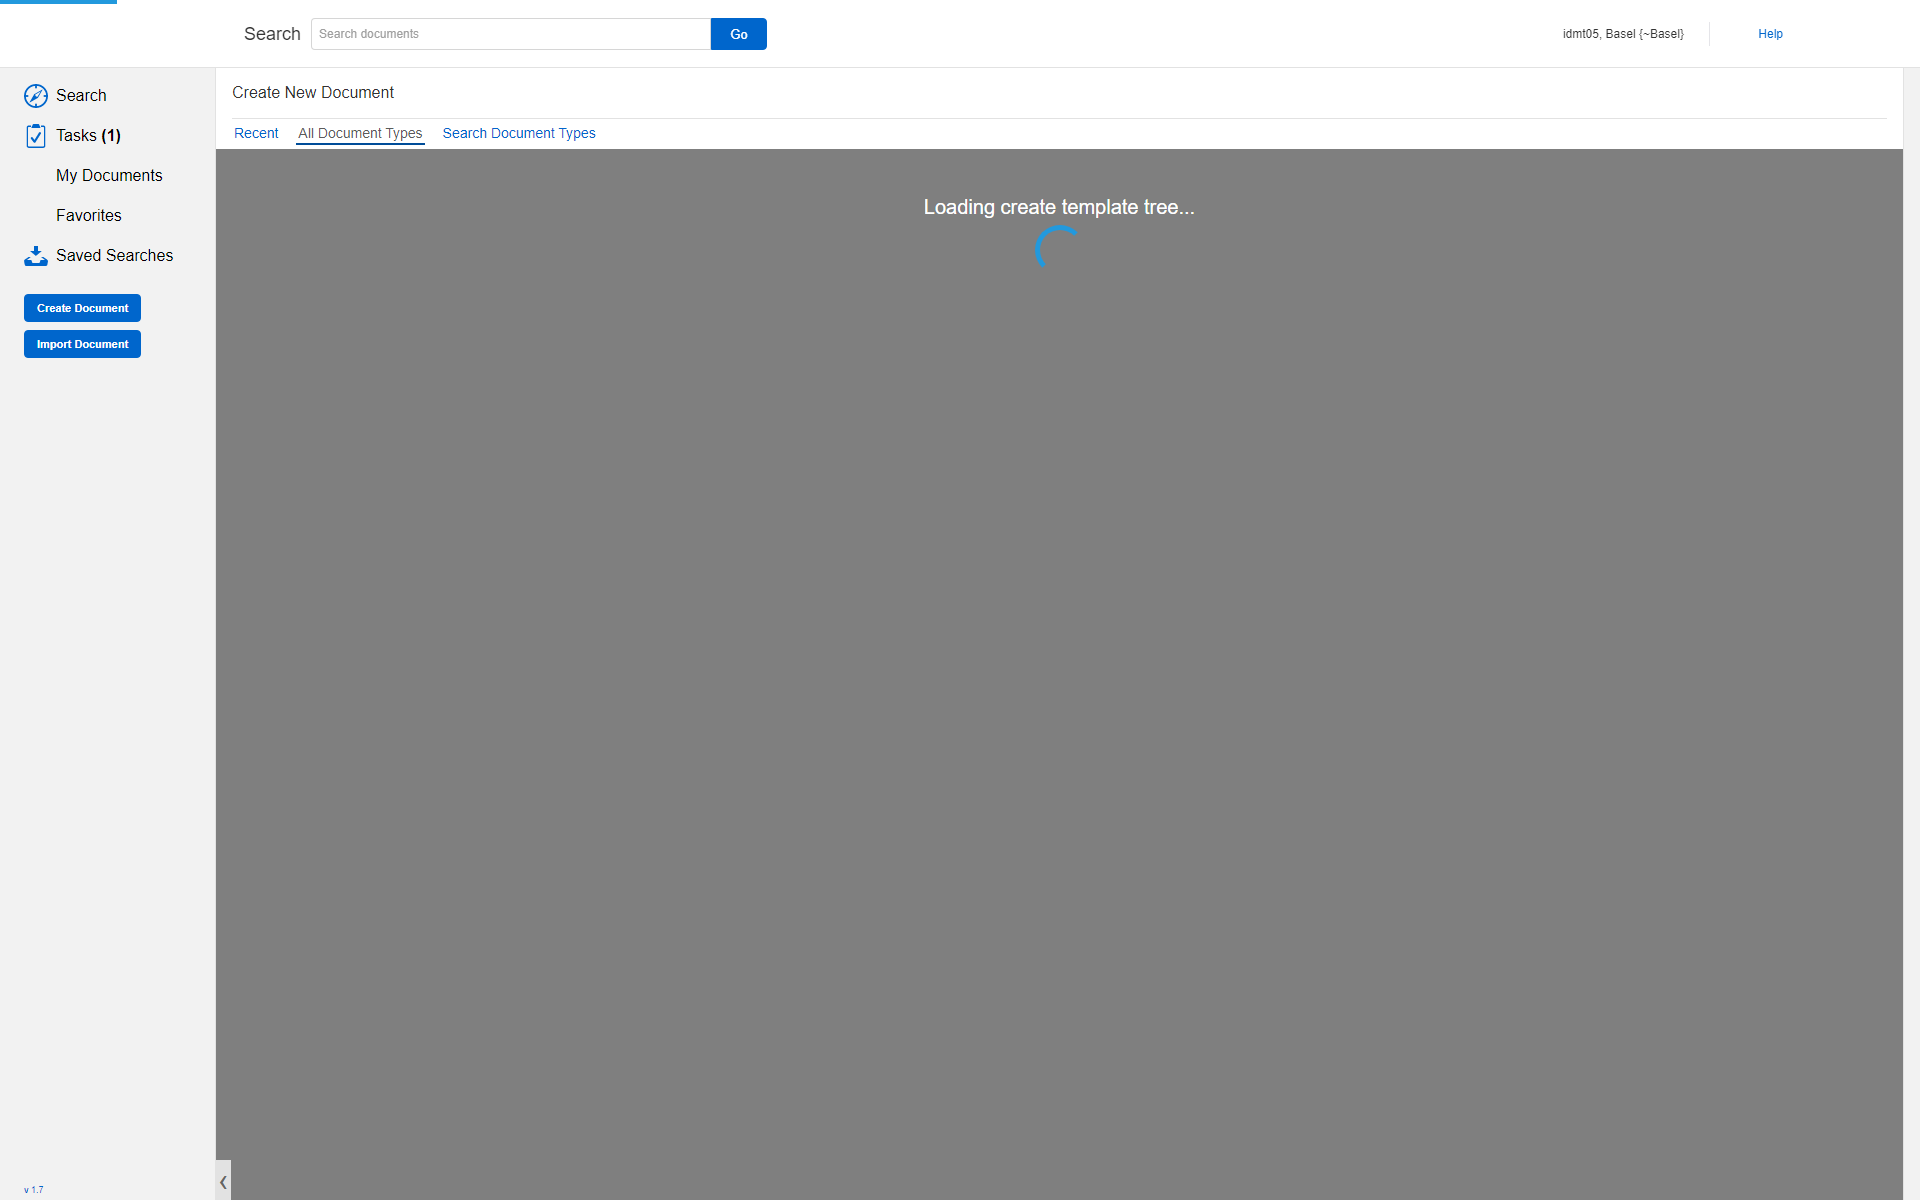 Search
Search documents
Go
idmt05, Basel {~Basel}
Help
Search
Tasks (1)
My Documents
Favorites
Saved Searches
Create Document
Import Document
Create New Document
Recent
All Document Types
Search Document Types
Loading create template tree...
v 1.7